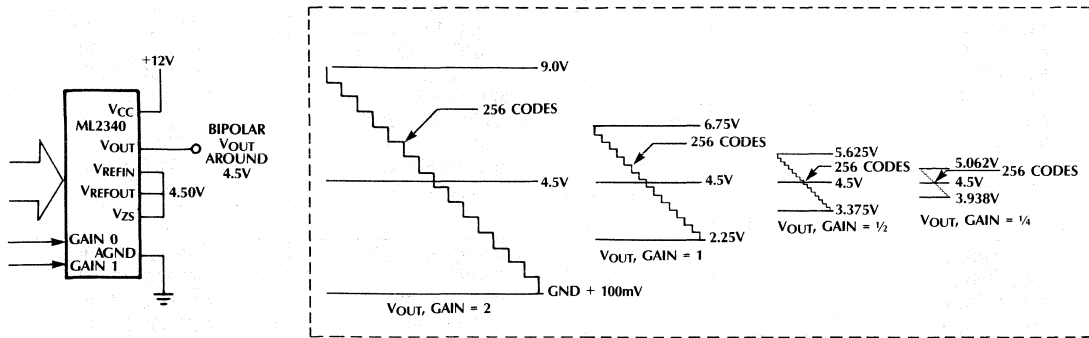 +12V
VCC
ML2340
VOUT
VREFIN
VREFOUT
VZS
GAIN 0
AGND
GAIN 1
4.50V
BIPOLAR
VOUT
AROUND
4.5V
9.0V
256 CODES
4.5V
GND + 100mV
VOUT, GAIN = 2
6.75V
256 CODES
4.5V
2.25V
VOUT, GAIN = 1
5.625V
256 CODES
4.5V
3.375V
VOUT, GAIN = ½
5.062V
256 CODES
4.5V
3.938V
VOUT, GAIN = ¼